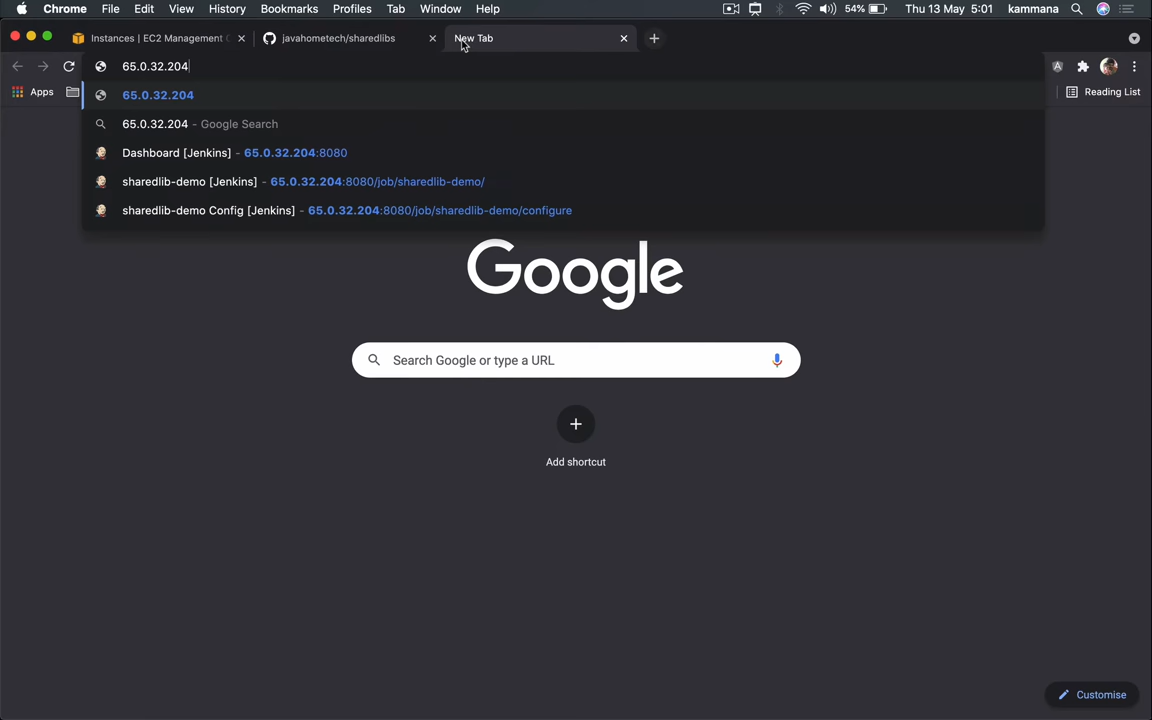 Chrome File Edit View History Bookmarks Profiles Tab Window Help 54% Thu 13 May 5:01 kammana
Instances | EC2 Management C javahometech/sharedlibs New Tab
65.0.32.204
Apps Reading List
65.0.32.204
65.0.32.204 - Google Search
Dashboard [Jenkins] - 65.0.32.204:8080
sharedlib-demo [Jenkins] - 65.0.32.204:8080/job/sharedlib-demo/
sharedlib-demo Config [Jenkins] - 65.0.32.204:8080/job/sharedlib-demo/configure
Google
Search Google or type a URL
Add shortcut
Customise